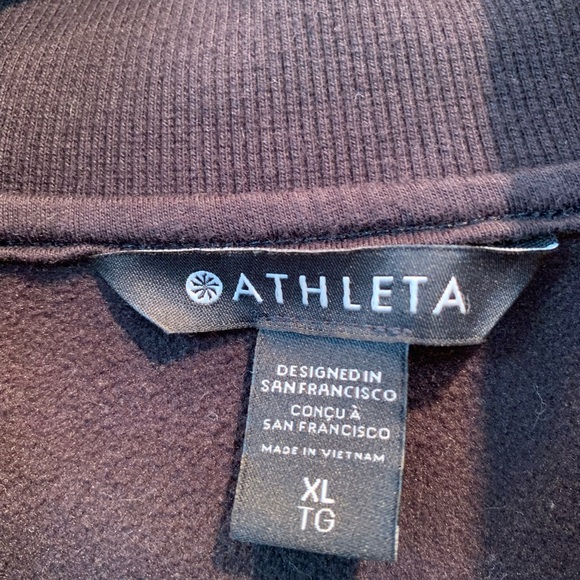 ATHLETA
DESIGNED IN
SAN FRANCISCO
CONÇU À
SAN FRANCISCO
MADE IN VIETNAM
XL
TG